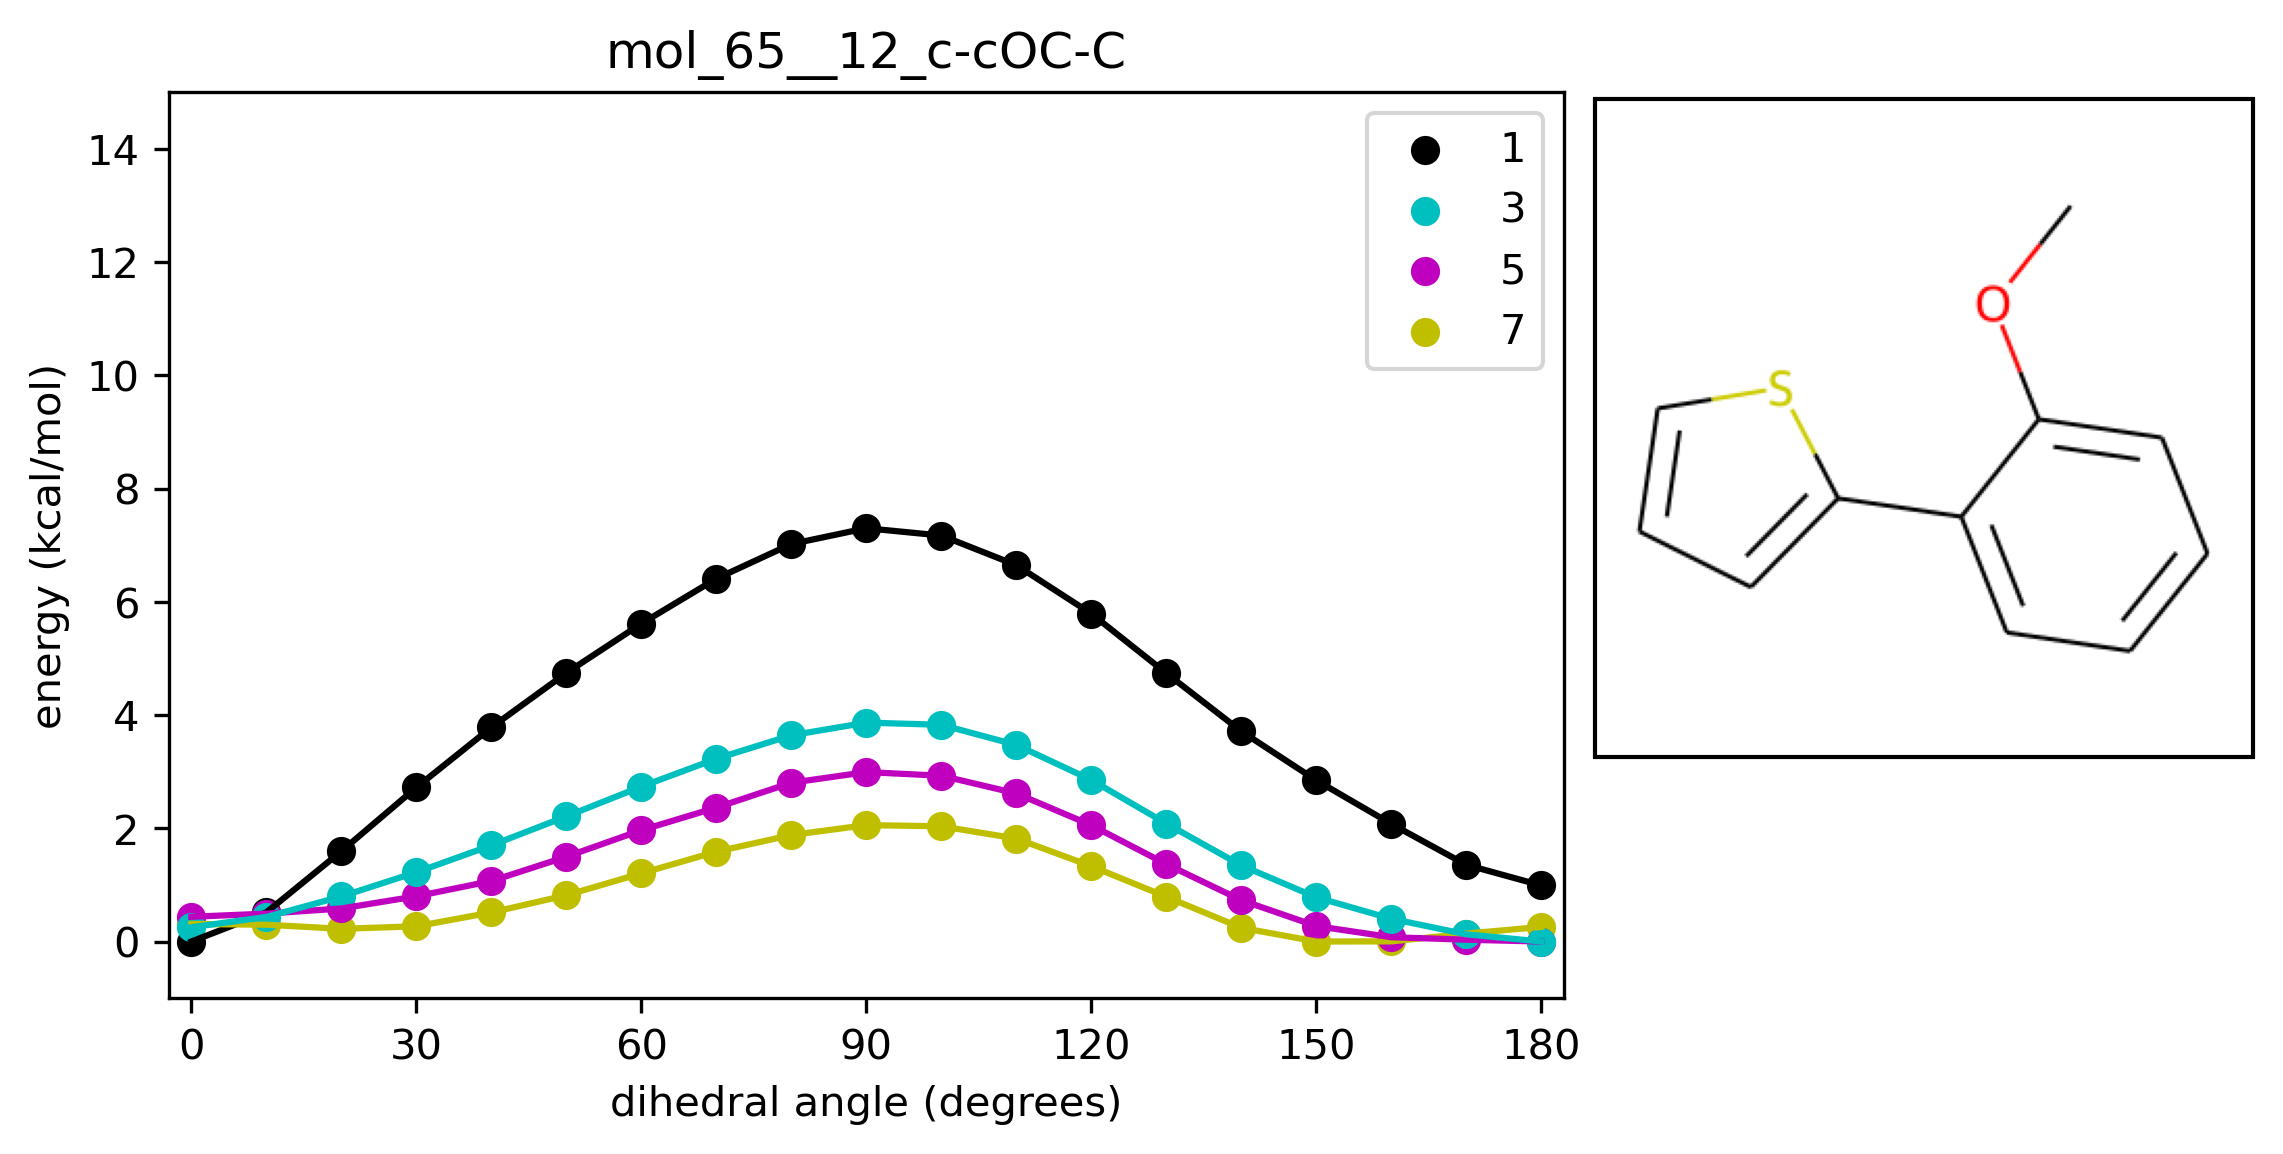 mol_65__12_c-cOC-C
energy (kcal/mol)
14
12
10
8
6
4
2
0
1
3
5
7
0 30 60 90 120 150 180
dihedral angle (degrees)
O
S